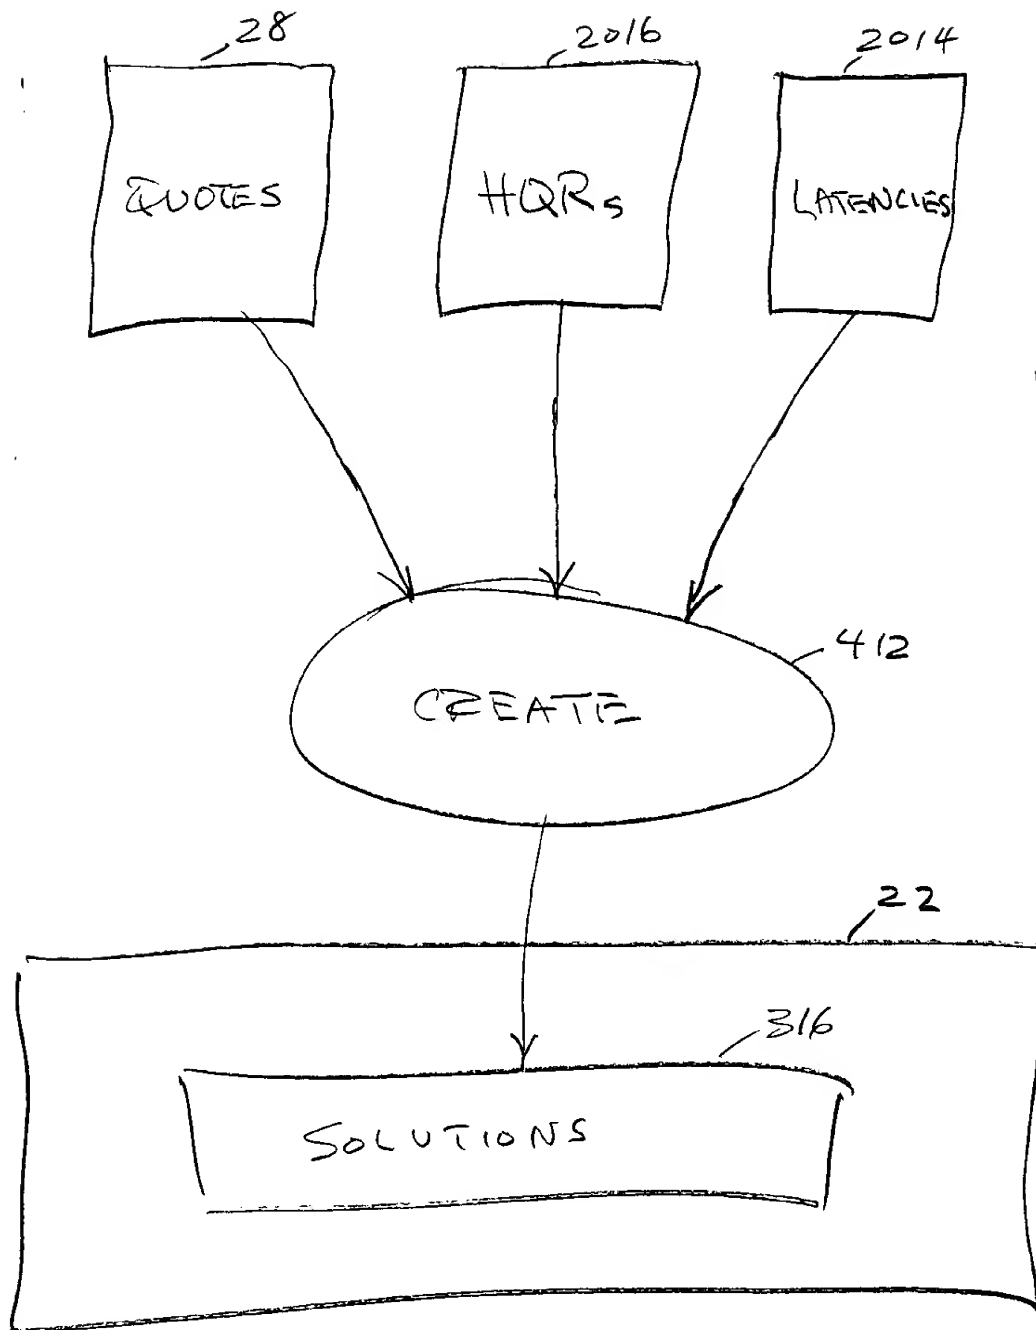 28
2016
2014
QUOTES
HQRs
LATENCIES
412
CREATE
22
316
SOLUTIONS